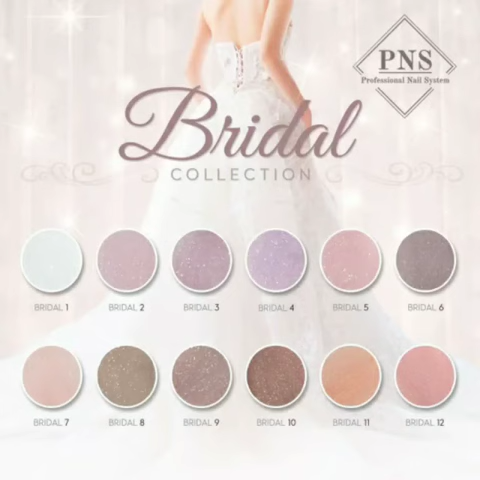 PNS
Professional Nail System
Bridal
COLLECTION
BRIDAL 1
BRIDAL 2
BRIDAL 3
BRIDAL 4
BRIDAL 5
BRIDAL 6
BRIDAL 7
BRIDAL 8
BRIDAL 9
BRIDAL 10
BRIDAL 11
BRIDAL 12